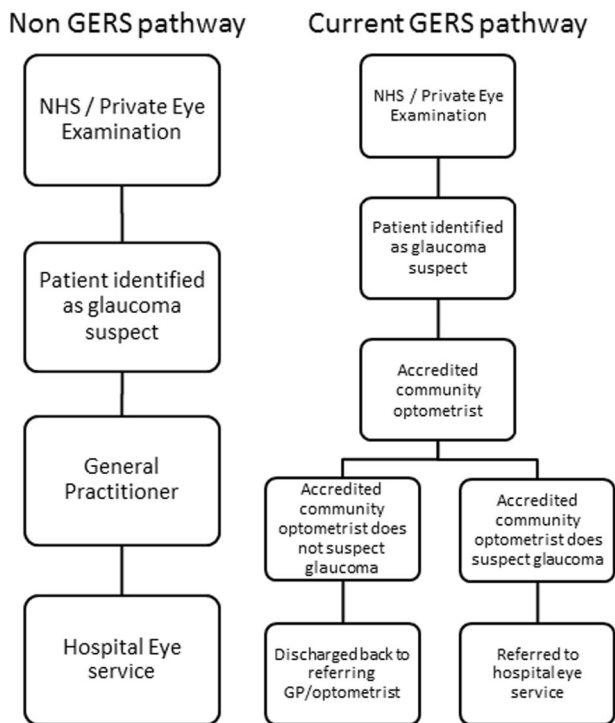 Non GERS pathway
NHS / Private Eye
Examination
Patient identified
as glaucoma
suspect
General
Practitioner
Hospital Eye
service
Current GERS pathway
NHS / Private Eye
Examination
Patient identified
as glaucoma
suspect
Accredited
community
optometrist
Accredited
community
optometrist does
not suspect
glaucoma
Accredited
community
optometrist does
suspect glaucoma
Discharged back to
referring
GP/optometrist
Referred to
hospital eye
service